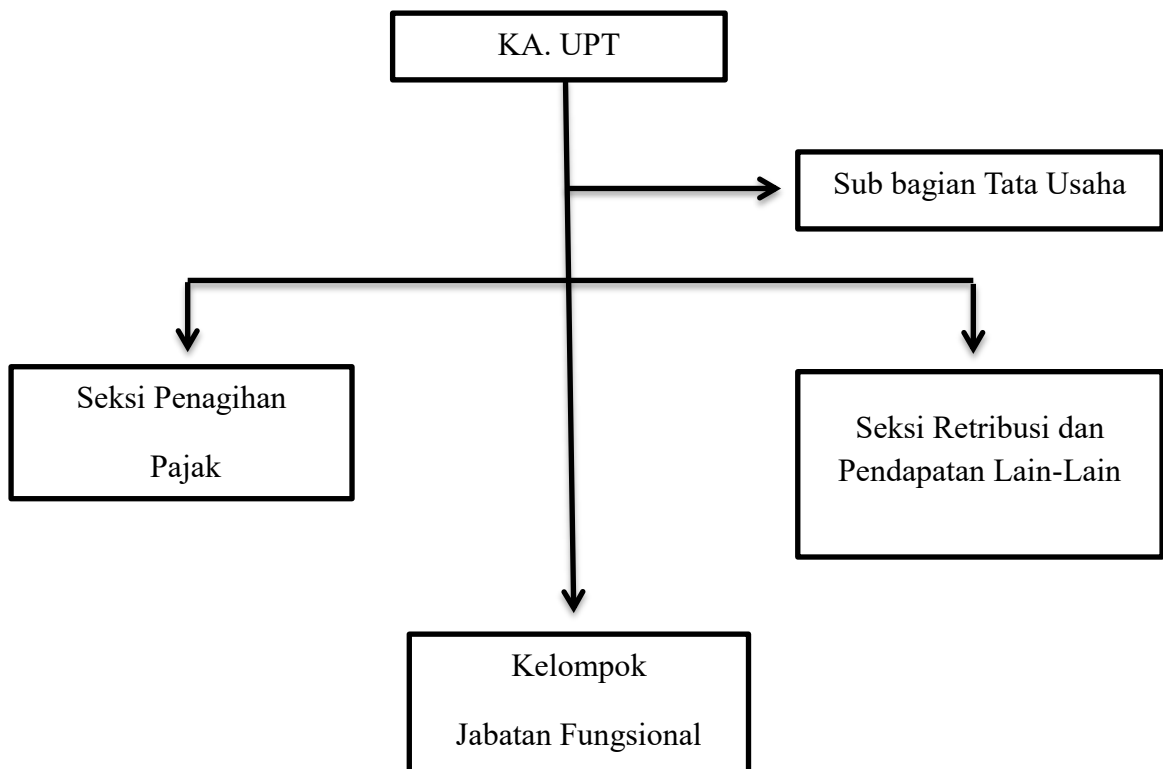 KA. UPT
Sub bagian Tata Usaha
Seksi Penagihan
Pajak
Seksi Retribusi dan
Pendapatan Lain-Lain
Kelompok
Jabatan Fungsional